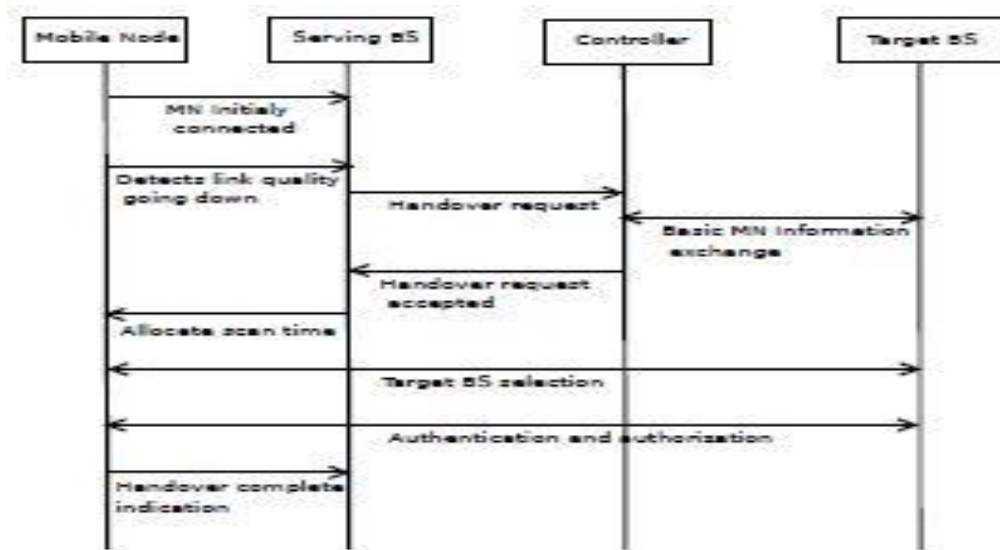 Mobile Node
Serving BS
Controller
Target BS
MN Initialy
connected
Detects link quality
going down
Handover request
Basic MN Information
exchange
Handover request
accepted
Allocate scan time
Target BS selection
Authentication and authorization
Handover complete
indication